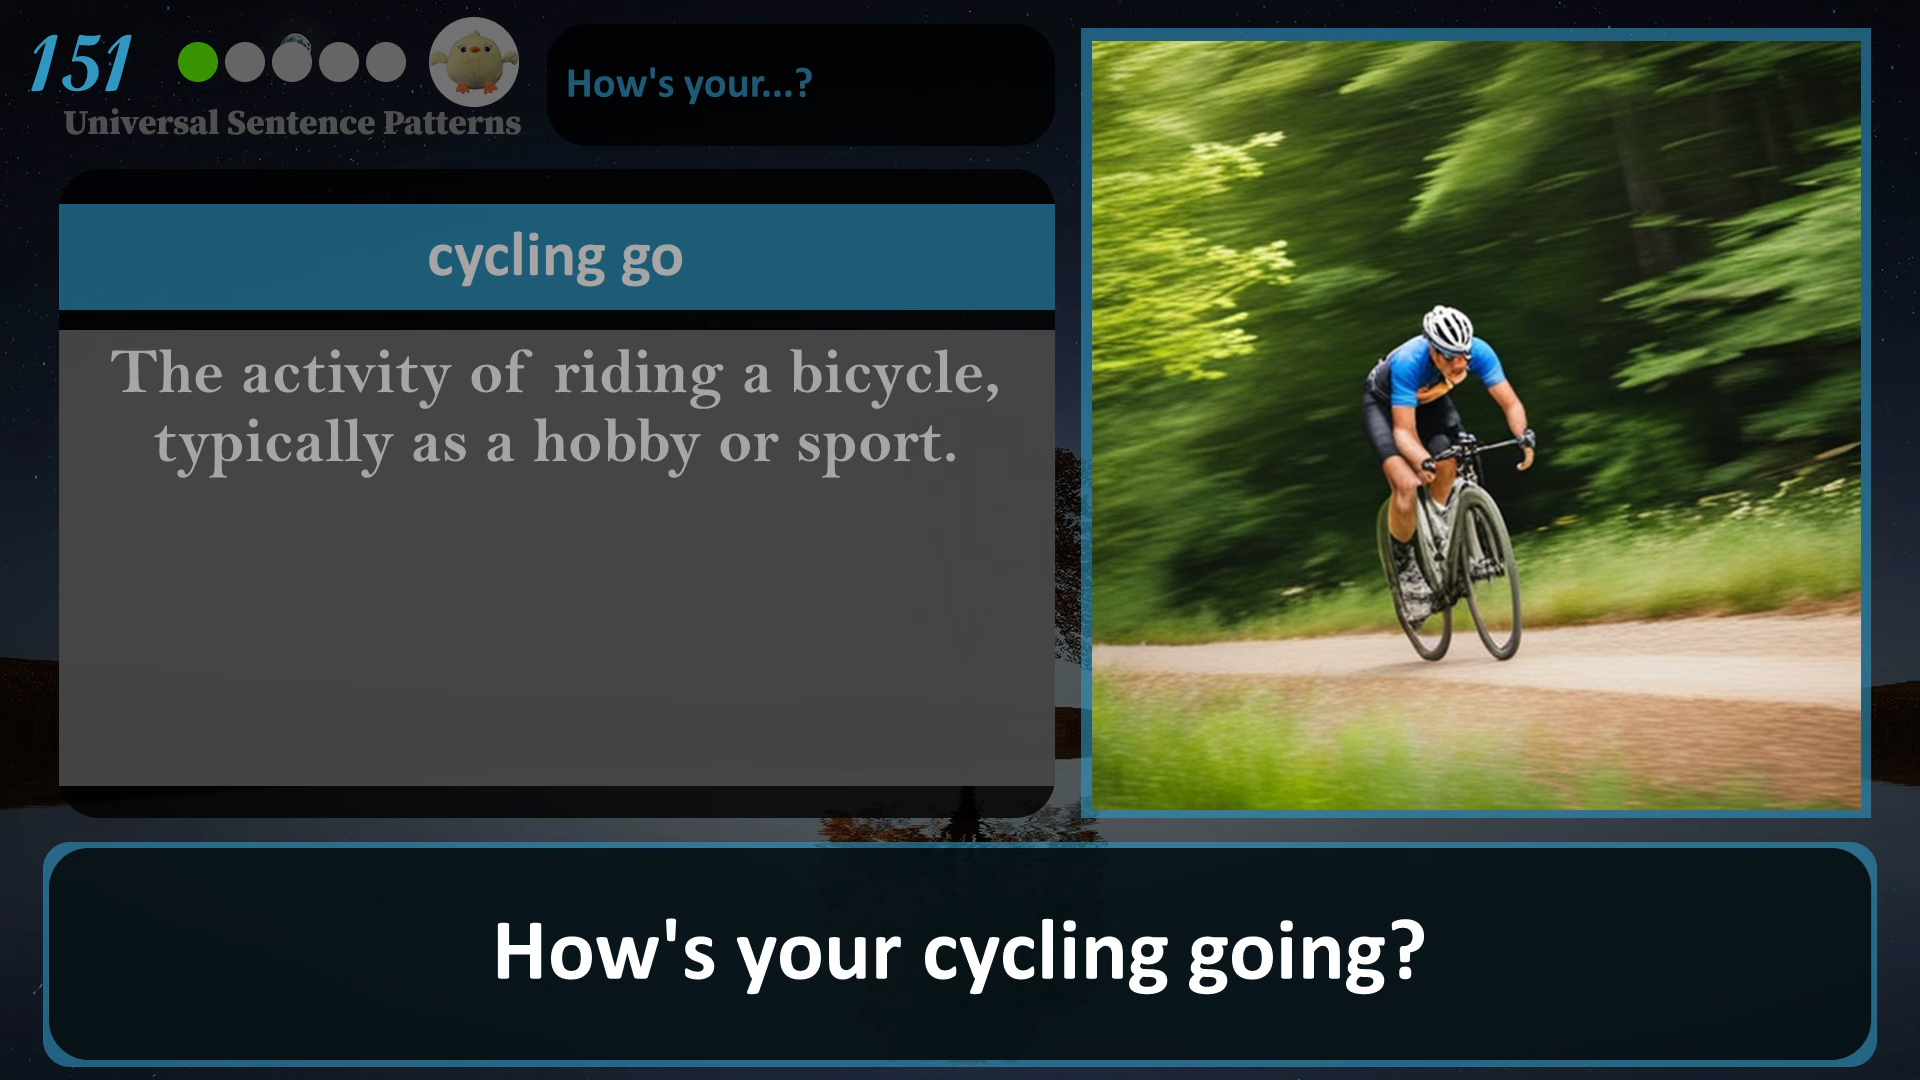 151
Universal Sentence Patterns
How's your...?
cycling go
The activity of riding a bicycle,
typically as a hobby or sport.
How's your cycling going?